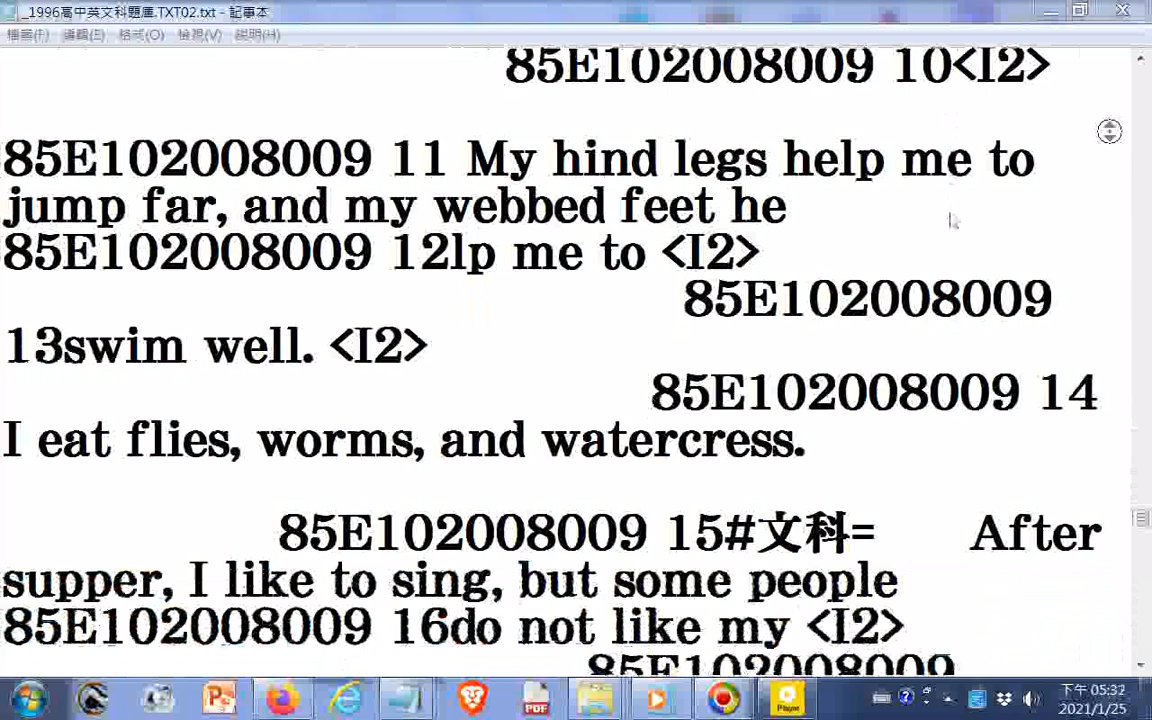 _1996高中英文科題庫.TXT02.txt - 記事本
檔案(F) 編輯(E) 格式(O) 檢視(V) 說明(H)
85E102008009 10<I2>
85E102008009 11 My hind legs help me to
jump far, and my webbed feet he
85E102008009 12lp me to <I2>
85E102008009
13swim well. <I2>
85E102008009 14
I eat flies, worms, and watercress.
85E102008009 15#文科= After
supper, I like to sing, but some people
85E102008009 16do not like my <I2>
85E102008009
PDF
Player
下午 05:32
2021/1/25